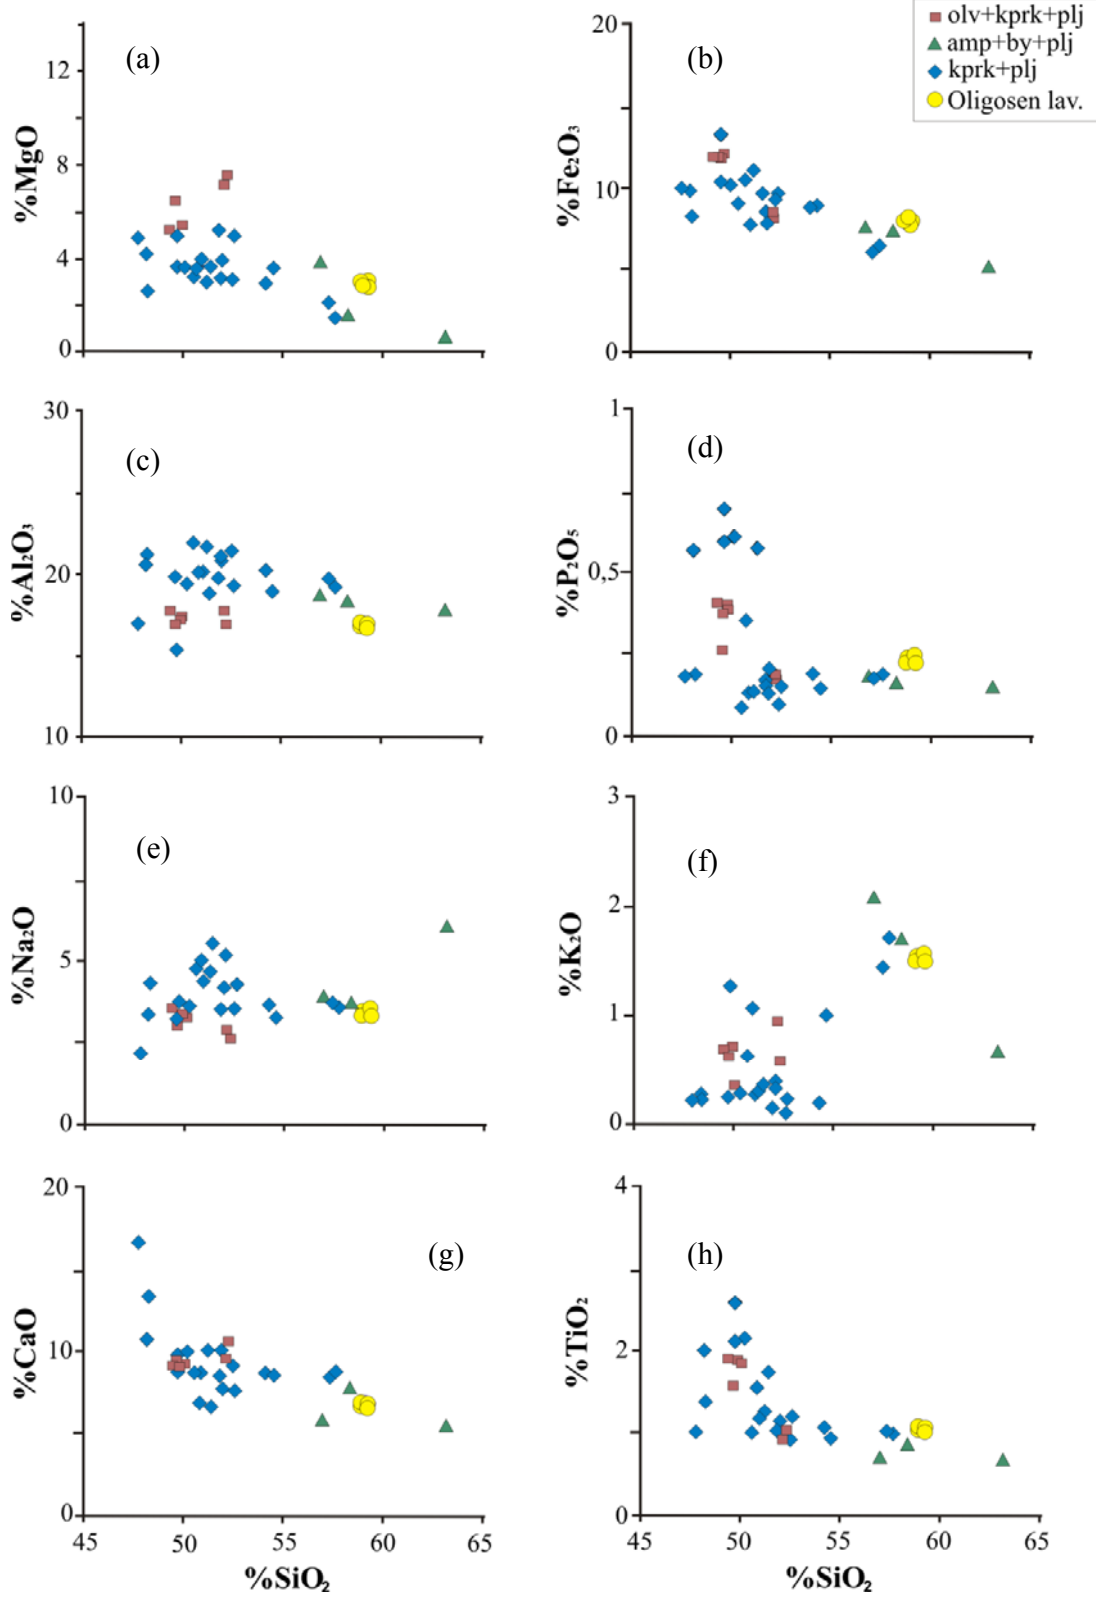 olv+kprk+plj
amp+by+plj
kprk+plj
Oligosen lav.
(a)
%MgO
12
8
4
0
(b)
%Fe₂O₃
20
10
0
(c)
%Al₂O₃
30
20
10
(d)
%P₂O₅
1
0,5
0
(e)
%Na₂O
10
5
0
(f)
%K₂O
3
2
1
0
(g)
%CaO
20
10
0
45 50 55 60 65
%SiO₂
(h)
%TiO₂
4
2
0
45 50 55 60 65
%SiO₂